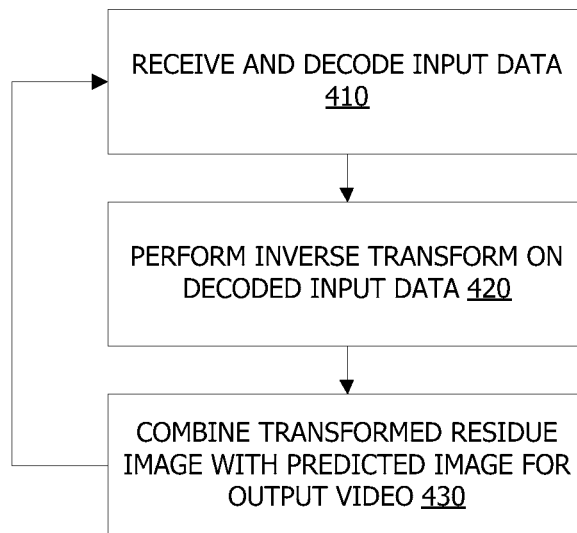 RECEIVE AND DECODE INPUT DATA
410
PERFORM INVERSE TRANSFORM ON
DECODED INPUT DATA 420
COMBINE TRANSFORMED RESIDUE
IMAGE WITH PREDICTED IMAGE FOR
OUTPUT VIDEO 430